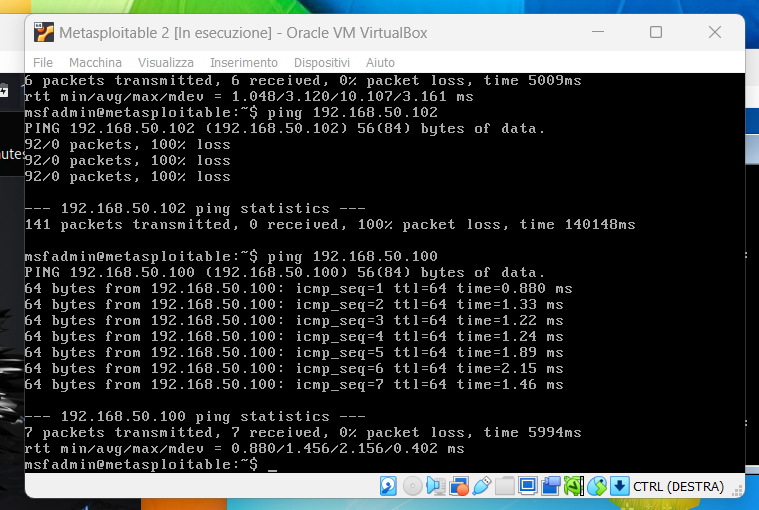 Metasploitable 2 [In esecuzione] - Oracle VM VirtualBox
File Macchina Visualizza Inserimento Dispositivi Aiuto
6 packets transmitted, 6 received, 0% packet loss, time 5009ms
rtt min/avg/max/mdev = 1.048/3.120/10.107/3.161 ms
msfadmin@metasploitable:~$ ping 192.168.50.102
PING 192.168.50.102 (192.168.50.102) 56(84) bytes of data.
92/0 packets, 100% loss
92/0 packets, 100% loss
92/0 packets, 100% loss
--- 192.168.50.102 ping statistics ---
141 packets transmitted, 0 received, 100% packet loss, time 140148ms
msfadmin@metasploitable:~$ ping 192.168.50.100
PING 192.168.50.100 (192.168.50.100) 56(84) bytes of data.
64 bytes from 192.168.50.100: icmp_seq=1 ttl=64 time=0.880 ms
64 bytes from 192.168.50.100: icmp_seq=2 ttl=64 time=1.33 ms
64 bytes from 192.168.50.100: icmp_seq=3 ttl=64 time=1.22 ms
64 bytes from 192.168.50.100: icmp_seq=4 ttl=64 time=1.24 ms
64 bytes from 192.168.50.100: icmp_seq=5 ttl=64 time=1.89 ms
64 bytes from 192.168.50.100: icmp_seq=6 ttl=64 time=2.15 ms
64 bytes from 192.168.50.100: icmp_seq=7 ttl=64 time=1.46 ms
--- 192.168.50.100 ping statistics ---
7 packets transmitted, 7 received, 0% packet loss, time 5994ms
rtt min/avg/max/mdev = 0.880/1.456/2.156/0.402 ms
msfadmin@metasploitable:~$ _
CTRL (DESTRA)